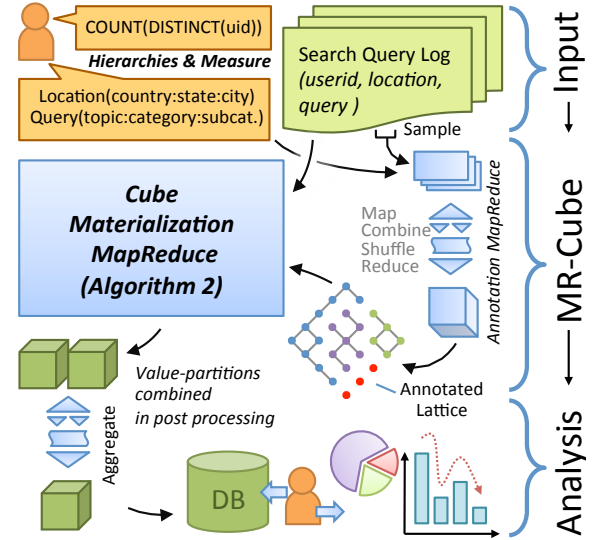 COUNT(DISTINCT(uid))
Hierarchies & Measure
Location(country:state:city)
Query(topic:category:subcat.)
Search Query Log
(userid, location,
query )
Sample
Input
Cube
Materialization
MapReduce
(Algorithm 2)
Map
Combine
Shuffle
Reduce
Annotation MapReduce
MR-Cube
Annotated
Lattice
Value-partitions
combined
in post processing
Aggregate
DB
Analysis